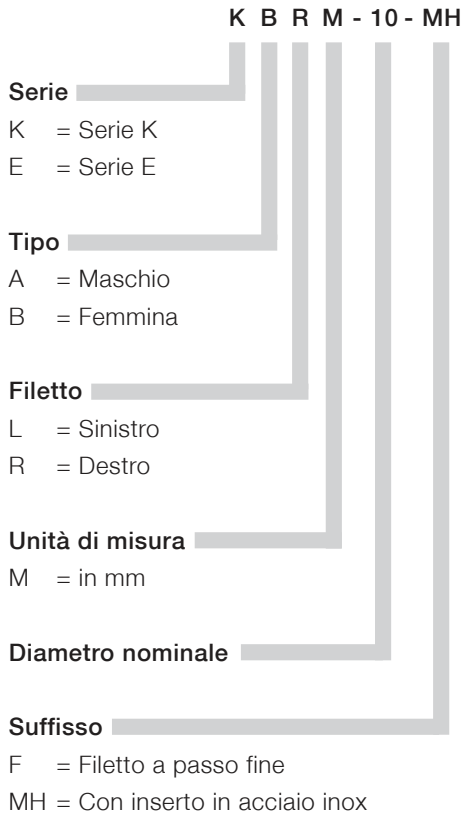 K B R M - 10 - MH
Serie
K = Serie K
E = Serie E
Tipo
A = Maschio
B = Femmina
Filetto
L = Sinistro
R = Destro
Unità di misura
M = in mm
Diametro nominale
Suffisso
F = Filetto a passo fine
MH = Con inserto in acciaio inox